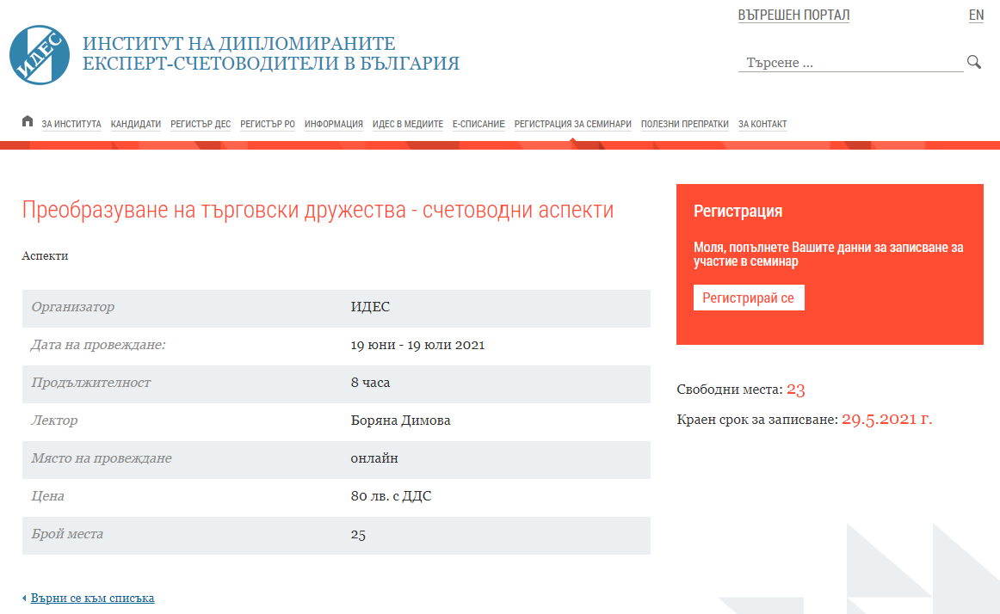 ВЪТРЕШЕН ПОРТАЛ
EN
ИДЕС
ИНСТИТУТ НА ДИПЛОМИРАНИТЕ
ЕКСПЕРТ-СЧЕТОВОДИТЕЛИ В БЪЛГАРИЯ
Търсене ...
ЗА ИНСТИТУТА КАНДИДАТИ РЕГИСТЪР ДЕС РЕГИСТЪР РО ИНФОРМАЦИЯ ИДЕС В МЕДИИТЕ Е-СПИСАНИЕ РЕГИСТРАЦИЯ ЗА СЕМИНАРИ ПОЛЕЗНИ ПРЕПРАТКИ ЗА КОНТАКТ
Преобразуване на търговски дружества - счетоводни аспекти
Аспекти
Организатор ИДЕС
Дата на провеждане: 19 юни - 19 юли 2021
Продължителност 8 часа
Лектор Боряна Димова
Място на провеждане онлайн
Цена 80 лв. с ДДС
Брой места 25
Върни се към списъка
Регистрация
Моля, попълнете Вашите данни за записване за
участие в семинар
Регистрирай се
Свободни места: 23
Краен срок за записване: 29.5.2021 г.